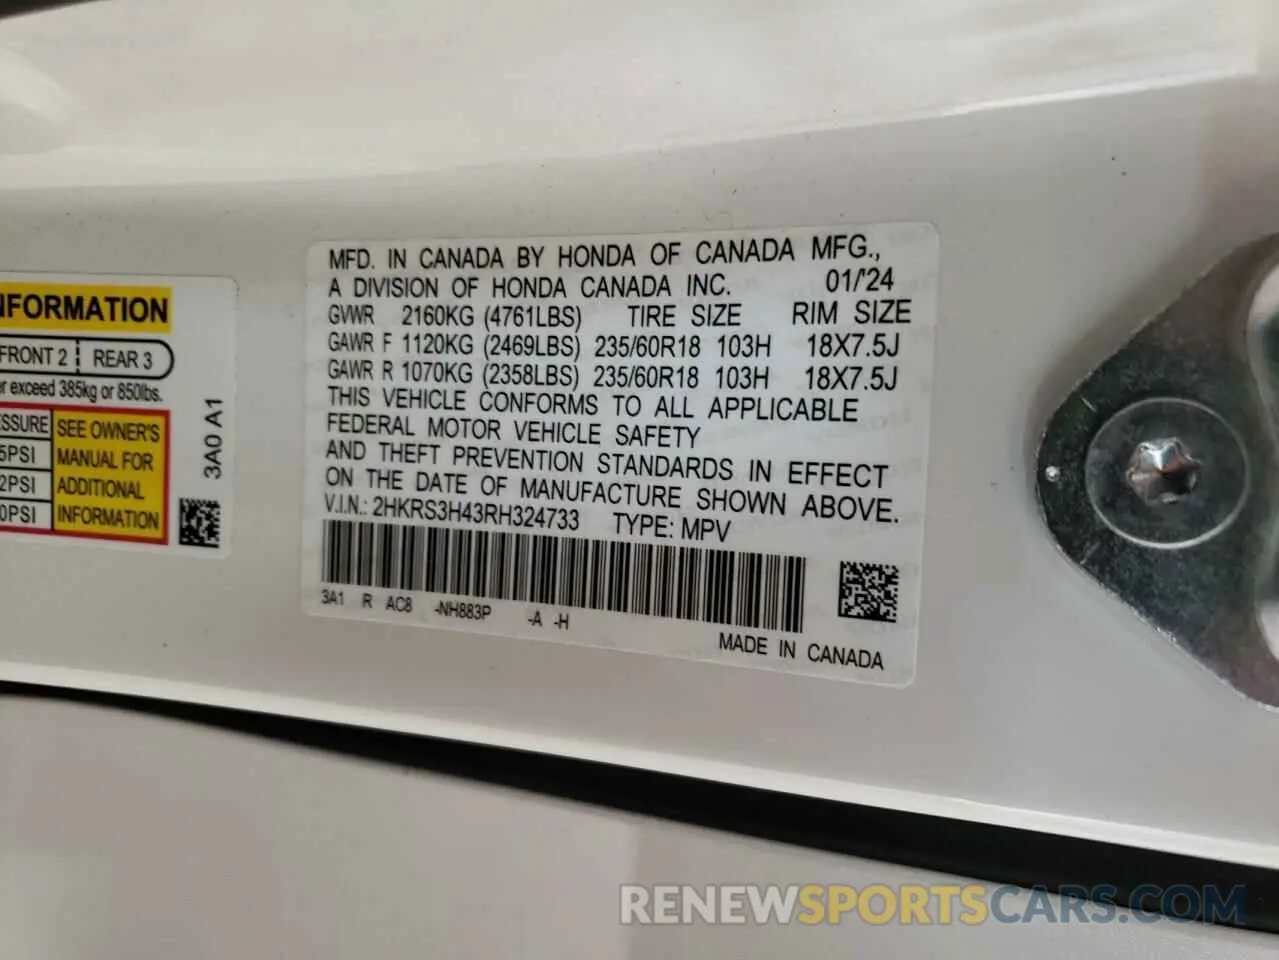 NFORMATION
FRONT 2 REAR 3
er exceed 385kg or 850lbs.
ESSURE SEE OWNER'S
5PSI MANUAL FOR
2PSI ADDITIONAL
0PSI INFORMATION
3A0 A1
MFD. IN CANADA BY HONDA OF CANADA MFG.,
A DIVISION OF HONDA CANADA INC. 01/'24
GVWR 2160KG (4761LBS) TIRE SIZE RIM SIZE
GAWR F 1120KG (2469LBS) 235/60R18 103H 18X7.5J
GAWR R 1070KG (2358LBS) 235/60R18 103H 18X7.5J
THIS VEHICLE CONFORMS TO ALL APPLICABLE
FEDERAL MOTOR VEHICLE SAFETY
AND THEFT PREVENTION STANDARDS IN EFFECT
ON THE DATE OF MANUFACTURE SHOWN ABOVE.
V.I.N.: 2HKRS3H43RH324733 TYPE: MPV
3A1 R AC8 -NH883P -A -H
MADE IN CANADA
RENEWSPORTSCARS.COM